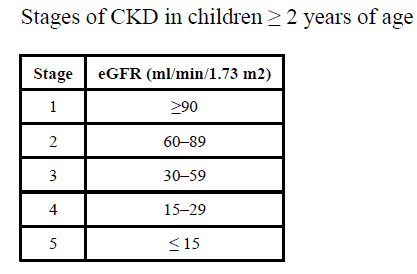 Stages of CKD in children ≥ 2 years of age
Stage eGFR (ml/min/1.73 m2)
1 ≥90
2 60–89
3 30–59
4 15–29
5 ≤ 15